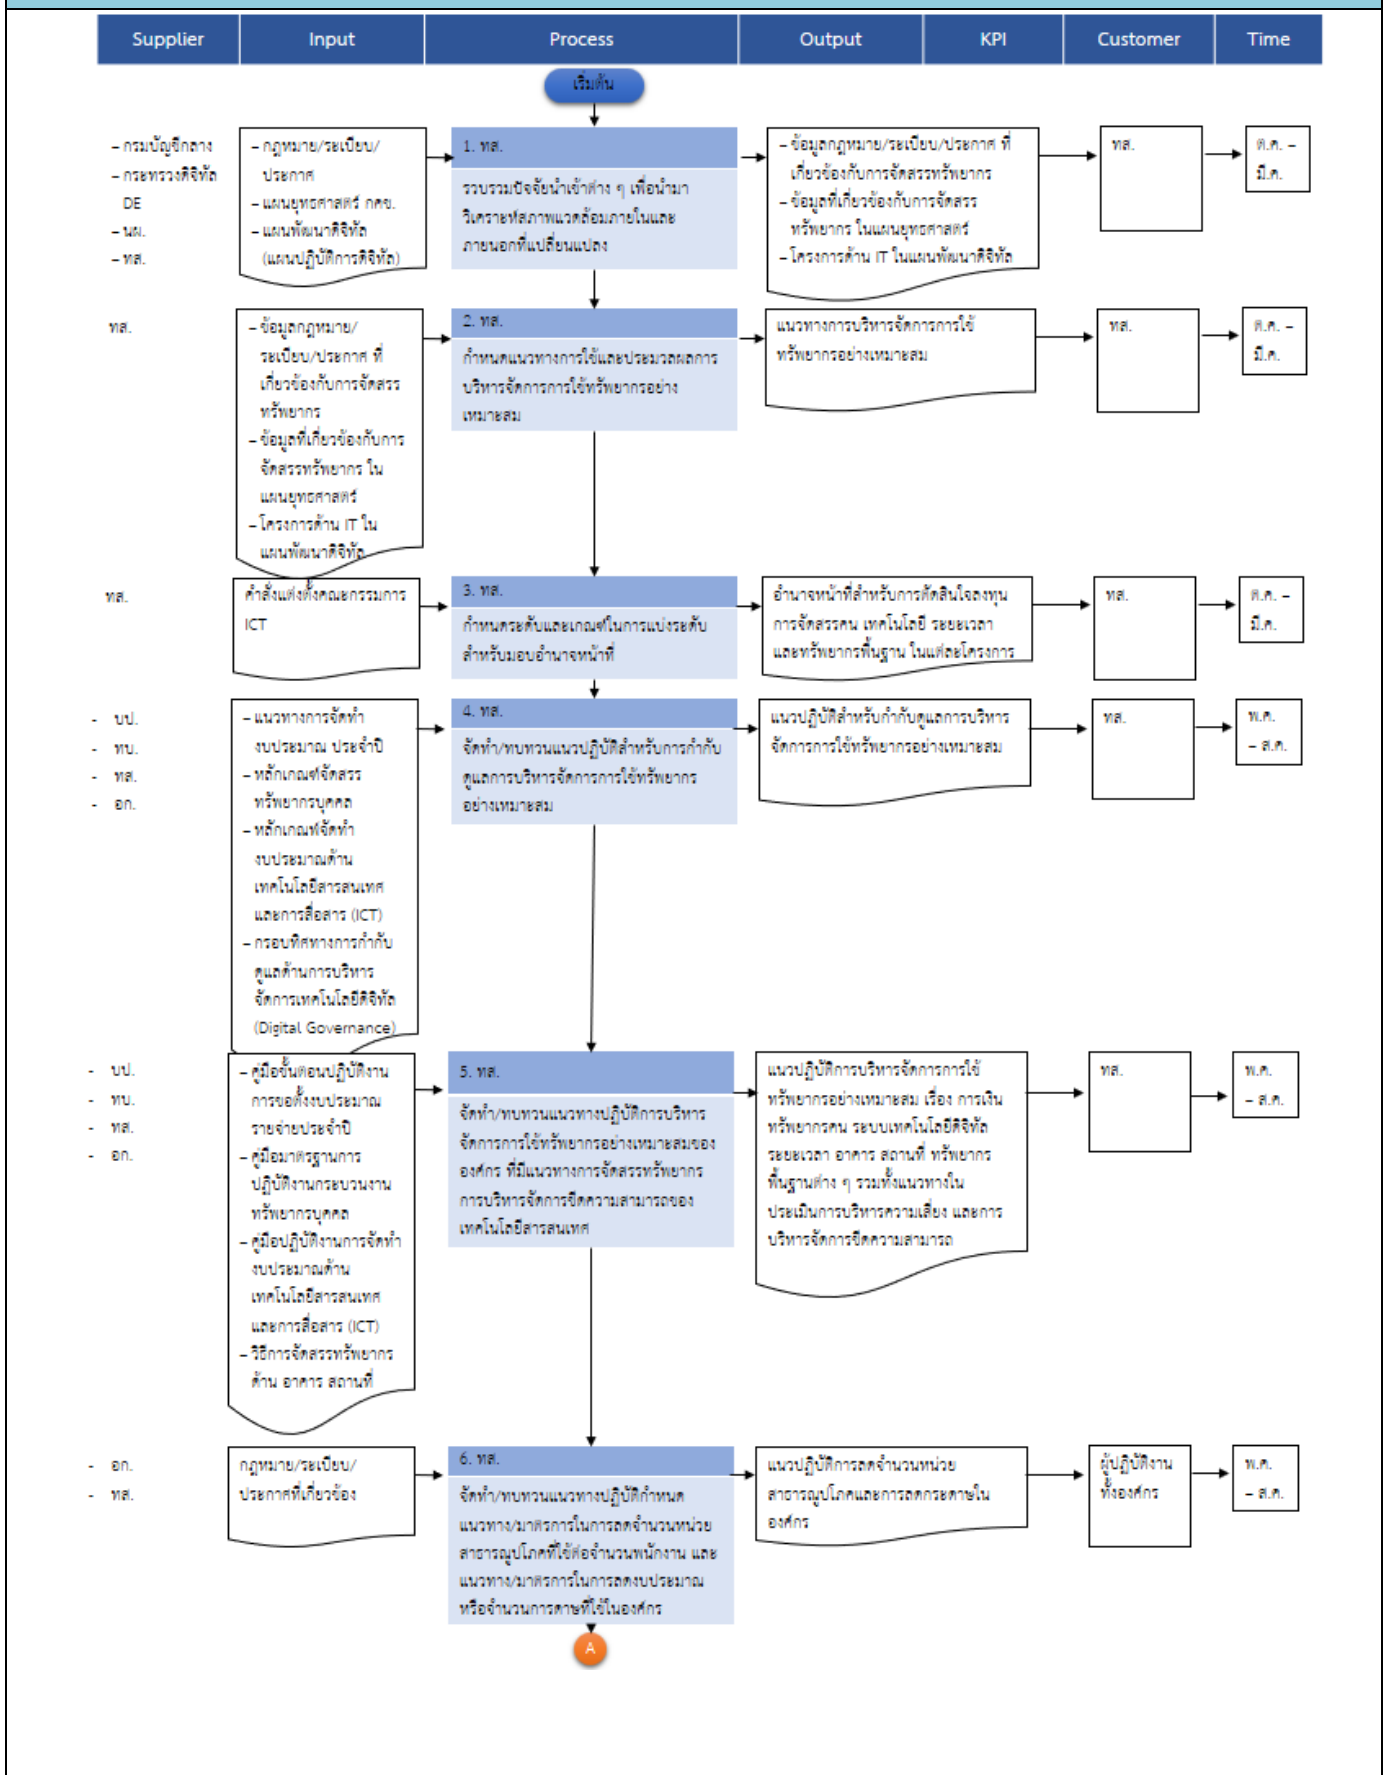 Supplier Input Process Output KPI Customer Time
เริ่มต้น
– กรมบัญชีกลาง
– กระทรวงดิจิทัล
DE
– นผ.
– ทส.
– กฎหมาย/ระเบียบ/
ประกาศ
– แผนยุทธศาสตร์ กคช.
– แผนพัฒนาดิจิทัล
(แผนปฏิบัติการดิจิทัล)
1. ทส.
รวบรวมปัจจัยนำเข้าต่าง ๆ เพื่อนำมา
วิเคราะห์สภาพแวดล้อมภายในและ
ภายนอกที่เปลี่ยนแปลง
– ข้อมูลกฎหมาย/ระเบียบ/ประกาศ ที่
เกี่ยวข้องกับการจัดสรรทรัพยากร
– ข้อมูลที่เกี่ยวข้องกับการจัดสรร
ทรัพยากร ในแผนยุทธศาสตร์
– โครงการด้าน IT ในแผนพัฒนาดิจิทัล
ทส.
ต.ค. –
มี.ค.
ทส.
– ข้อมูลกฎหมาย/
ระเบียบ/ประกาศ ที่
เกี่ยวข้องกับการจัดสรร
ทรัพยากร
– ข้อมูลที่เกี่ยวข้องกับการ
จัดสรรทรัพยากร ใน
แผนยุทธศาสตร์
– โครงการด้าน IT ใน
แผนพัฒนาดิจิทัล
2. ทส.
กำหนดแนวทางการใช้และประมวลผลการ
บริหารจัดการการใช้ทรัพยากรอย่าง
เหมาะสม
แนวทางการบริหารจัดการการใช้
ทรัพยากรอย่างเหมาะสม
ทส.
ต.ค. –
มี.ค.
ทส.
คำสั่งแต่งตั้งคณะกรรมการ
ICT
3. ทส.
กำหนดระดับและเกณฑ์ในการแบ่งระดับ
สำหรับมอบอำนาจหน้าที่
อำนาจหน้าที่สำหรับการตัดสินใจลงทุน
การจัดสรรคน เทคโนโลยี ระยะเวลา
และทรัพยากรพื้นฐาน ในแต่ละโครงการ
ทส.
ต.ค. –
มี.ค.
- บป.
- ทบ.
- ทส.
- อก.
– แนวทางการจัดทำ
งบประมาณ ประจำปี
– หลักเกณฑ์จัดสรร
ทรัพยากรบุคคล
– หลักเกณฑ์จัดทำ
งบประมาณด้าน
เทคโนโลยีสารสนเทศ
และการสื่อสาร (ICT)
– กรอบทิศทางการกำกับ
ดูแลด้านการบริหาร
จัดการเทคโนโลยีดิจิทัล
(Digital Governance)
4. ทส.
จัดทำ/ทบทวนแนวปฏิบัติสำหรับการกำกับ
ดูแลการบริหารจัดการการใช้ทรัพยากร
อย่างเหมาะสม
แนวปฏิบัติสำหรับกำกับดูแลการบริหาร
จัดการการใช้ทรัพยากรอย่างเหมาะสม
ทส.
พ.ค.
– ส.ค.
- บป.
- ทบ.
- ทส.
- อก.
– คู่มือขั้นตอนปฏิบัติงาน
การขอตั้งงบประมาณ
รายจ่ายประจำปี
– คู่มือมาตรฐานการ
ปฏิบัติงานกระบวนงาน
ทรัพยากรบุคคล
– คู่มือปฏิบัติงานการจัดทำ
งบประมาณด้าน
เทคโนโลยีสารสนเทศ
และการสื่อสาร (ICT)
– วิธีการจัดสรรทรัพยากร
ด้าน อาคาร สถานที่
5. ทส.
จัดทำ/ทบทวนแนวทางปฏิบัติการบริหาร
จัดการการใช้ทรัพยากรอย่างเหมาะสมของ
องค์กร ที่มีแนวทางการจัดสรรทรัพยากร
การบริหารจัดการขีดความสามารถของ
เทคโนโลยีสารสนเทศ
แนวปฏิบัติการบริหารจัดการการใช้
ทรัพยากรอย่างเหมาะสม เรื่อง การเงิน
ทรัพยากรคน ระบบเทคโนโลยีดิจิทัล
ระยะเวลา อาคาร สถานที่ ทรัพยากร
พื้นฐานต่าง ๆ รวมทั้งแนวทางใน
ประเมินการบริหารความเสี่ยง และการ
บริหารจัดการขีดความสามารถ
ทส.
พ.ค.
– ส.ค.
- อก.
- ทส.
กฎหมาย/ระเบียบ/
ประกาศที่เกี่ยวข้อง
6. ทส.
จัดทำ/ทบทวนแนวทางปฏิบัติกำหนด
แนวทาง/มาตรการในการลดจำนวนหน่วย
สาธารณูปโภคที่ใช้ต่อจำนวนพนักงาน และ
แนวทาง/มาตรการในการลดงบประมาณ
หรือจำนวนการดาษที่ใช้ในองค์กร
แนวปฏิบัติการลดจำนวนหน่วย
สาธารณูปโภคและการลดกระดาษใน
องค์กร
ผู้ปฏิบัติงาน
ทั้งองค์กร
พ.ค.
– ส.ค.
A